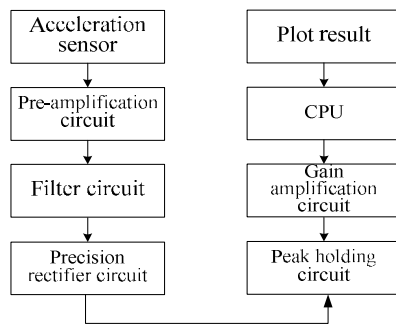 Acceleration
sensor
Pre-amplification
circuit
Filter circuit
Precision
rectifier circuit
Plot result
CPU
Gain
amplification
circuit
Peak holding
circuit